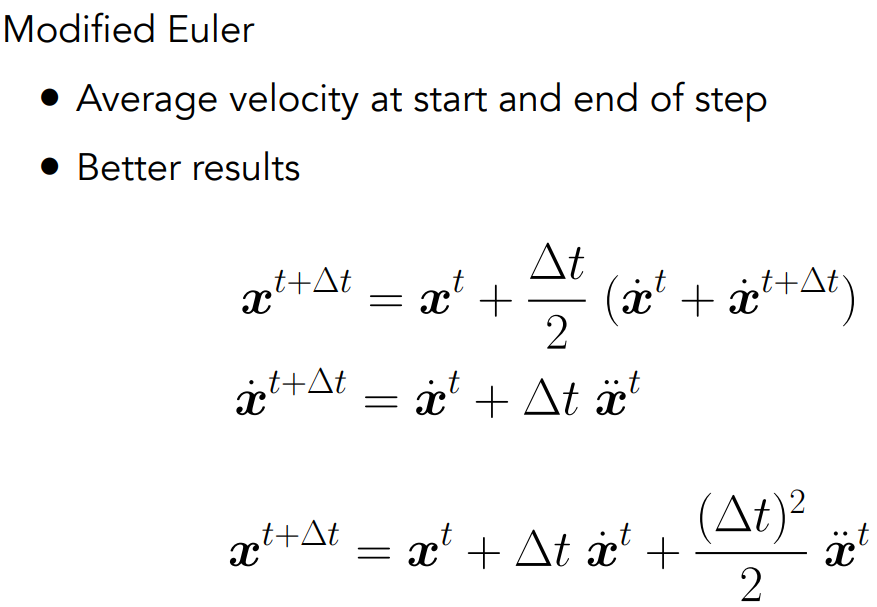 Modified Euler
• Average velocity at start and end of step
• Better results
$\boldsymbol{x}^{t+\Delta t} = \boldsymbol{x}^{t} + \frac{\Delta t}{2} (\dot{\boldsymbol{x}}^{t} + \dot{\boldsymbol{x}}^{t+\Delta t})$
$\dot{\boldsymbol{x}}^{t+\Delta t} = \dot{\boldsymbol{x}}^{t} + \Delta t \ \ddot{\boldsymbol{x}}^{t}$
$\boldsymbol{x}^{t+\Delta t} = \boldsymbol{x}^{t} + \Delta t \ \dot{\boldsymbol{x}}^{t} + \frac{(\Delta t)^2}{2} \ \ddot{\boldsymbol{x}}^{t}$